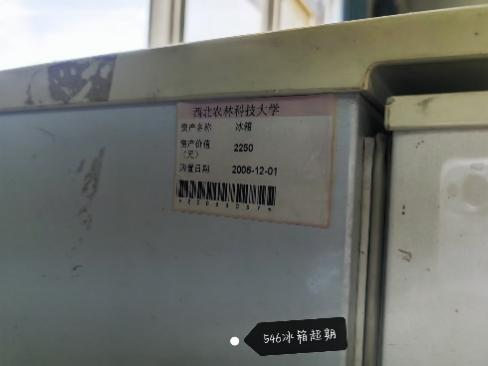 西北农林科技大学
资产名称 冰箱
资产价值 2250
(元)
购置日期 2006-12-01
546冰箱超期